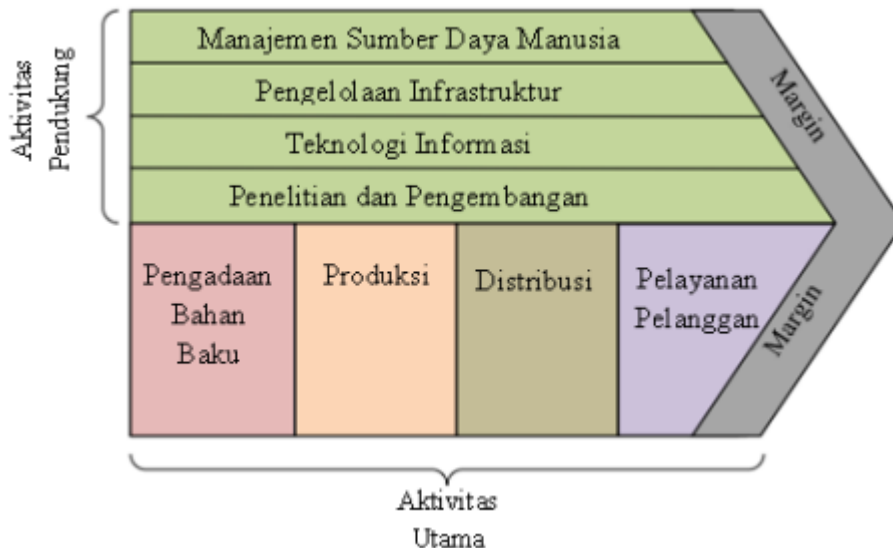 Aktivitas
Pendukung
Manajemen Sumber Daya Manusia
Pengelolaan Infrastruktur
Teknologi Informasi
Penelitian dan Pengembangan
Margin
Pengadaan
Bahan
Baku
Produksi
Distribusi
Pelayanan
Pelanggan
Margin
Aktivitas
Utama